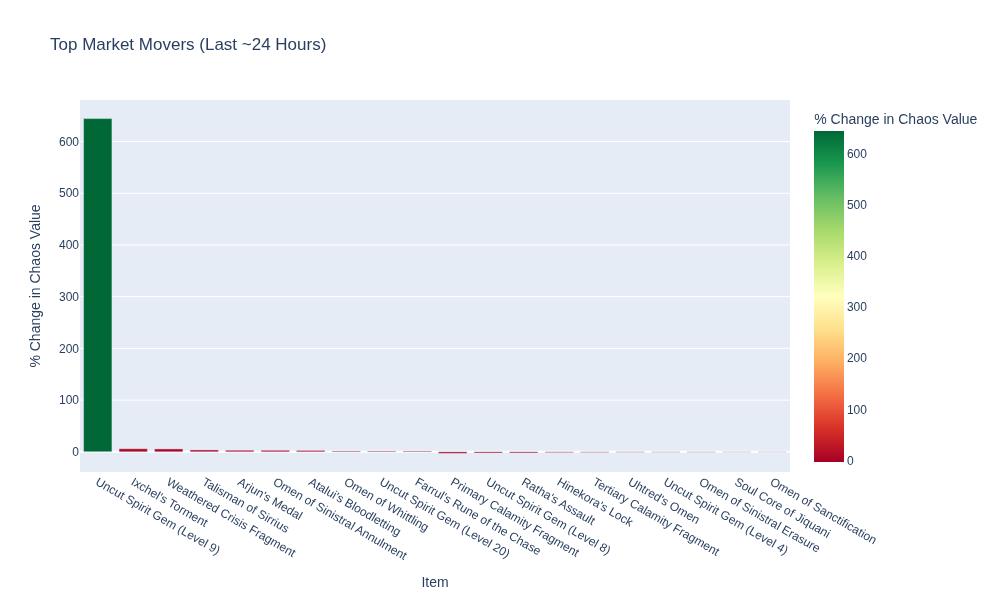 Top Market Movers (Last ~24 Hours)
% Change in Chaos Value
600
500
400
300
200
100
0
% Change in Chaos Value
600
500
400
300
200
100
0
Uncut Spirit Gem (Level 9)
Ixchel's Torment
Weathered Crisis Fragment
Talisman of Sirrius
Arjun's Medal
Omen of Sinistral Annulment
Atalui's Bloodletting
Omen of Whittling
Uncut Spirit Gem (Level 20)
Farrul's Rune of the Chase
Primary Calamity Fragment
Uncut Spirit Gem (Level 8)
Ratha's Assault
Hinekora's Lock
Tertiary Calamity Fragment
Uhtred's Omen
Uncut Spirit Gem (Level 4)
Omen of Sinistral Erasure
Soul Core of Jiquani
Omen of Sanctification
Item